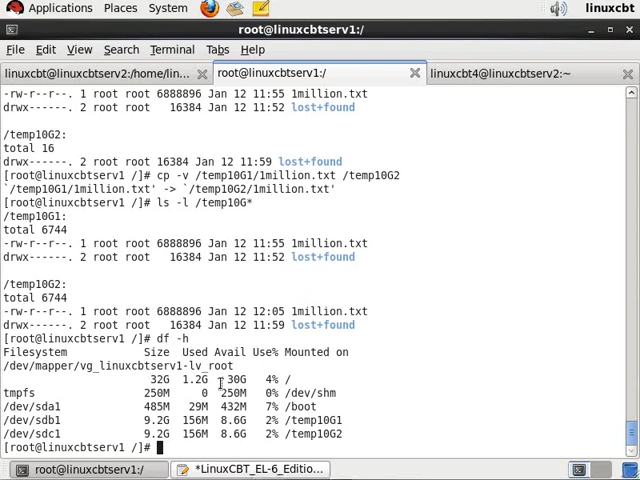 Applications Places System linuxcbt
root@linuxcbtserv1:/
File Edit View Search Terminal Tabs Help
linuxcbt@linuxcbtserv2:/home/lin... root@linuxcbtserv1:/ linuxcbt4@linuxcbtserv2:~
-rw-r--r--. 1 root root 6888896 Jan 12 11:55 1million.txt
drwx------. 2 root root 16384 Jan 12 11:52 lost+found
/temp10G2:
total 16
drwx------. 2 root root 16384 Jan 12 11:59 lost+found
[root@linuxcbtserv1 /]# cp -v /temp10G1/1million.txt /temp10G2
`/temp10G1/1million.txt' -> `/temp10G2/1million.txt'
[root@linuxcbtserv1 /]# ls -l /temp10G*
/temp10G1:
total 6744
-rw-r--r--. 1 root root 6888896 Jan 12 11:55 1million.txt
drwx------. 2 root root 16384 Jan 12 11:52 lost+found
/temp10G2:
total 6744
-rw-r--r--. 1 root root 6888896 Jan 12 12:05 1million.txt
drwx------. 2 root root 16384 Jan 12 11:59 lost+found
[root@linuxcbtserv1 /]# df -h
Filesystem Size Used Avail Use% Mounted on
/dev/mapper/vg_linuxcbtserv1-lv_root
32G 1.2G 30G 4% /
tmpfs 250M 0 250M 0% /dev/shm
/dev/sda1 485M 29M 432M 7% /boot
/dev/sdb1 9.2G 156M 8.6G 2% /temp10G1
/dev/sdc1 9.2G 156M 8.6G 2% /temp10G2
[root@linuxcbtserv1 /]#
root@linuxcbtserv1:/ *LinuxCBT_EL-6_Editio...